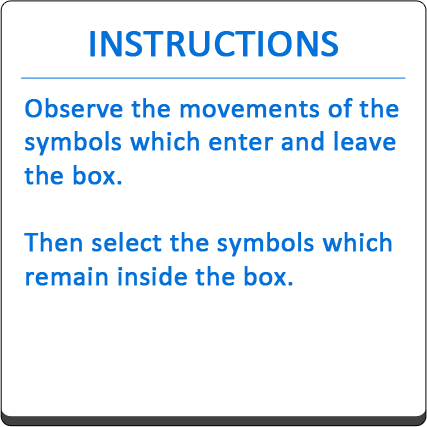 INSTRUCTIONS
Observe the movements of the
symbols which enter and leave
the box.
Then select the symbols which
remain inside the box.